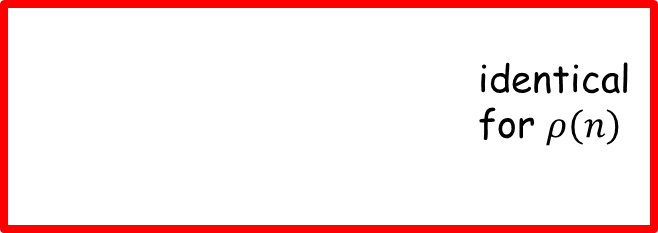 identical
for ρ(n)